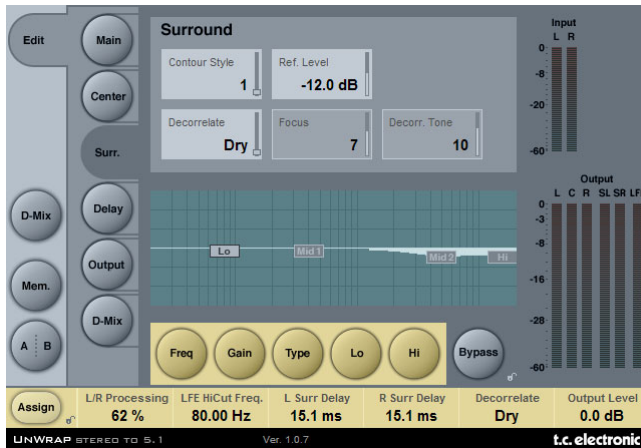 Edit
Main
Center
Surr.
Delay
Output
D-Mix
D-Mix
Mem.
A B
Surround
Contour Style
1
Ref. Level
-12.0 dB
Decorrelate
Dry
Focus
7
Decorr. Tone
10
Lo
Mid 1
Mid 2
Hi
Freq
Gain
Type
Lo
Hi
Bypass
Input
L R
0
-8
-20
-60
Output
L C R SL SR LF
0
-3
-8
-16
-28
-60
Assign
L/R Processing
62 %
LFE HiCut Freq.
80.00 Hz
L Surr Delay
15.1 ms
R Surr Delay
15.1 ms
Decorrelate
Dry
Output Level
0.0 dB
UNWRAP STEREO TO 5.1
Ver. 1.0.7
t.c. electronic